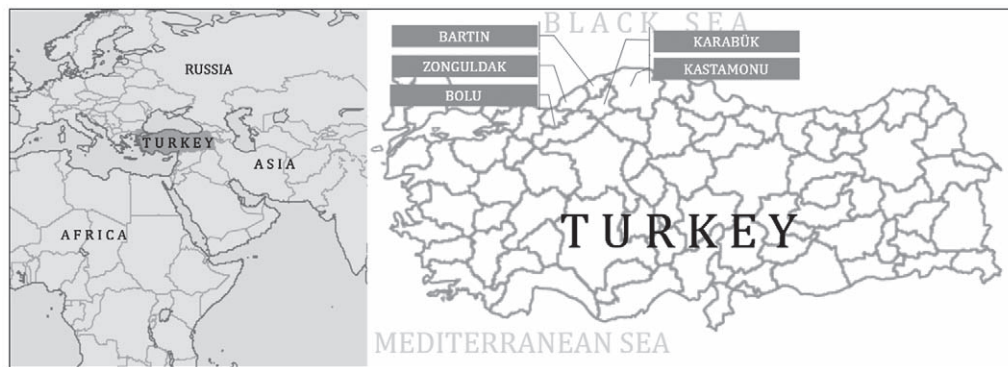 RUSSIA
TURKEY
ASIA
AFRICA
BLACK SEA
BARTIN
ZONGULDAK
BOLU
KARABÜK
KASTAMONU
TURKEY
MEDITERRANEAN SEA